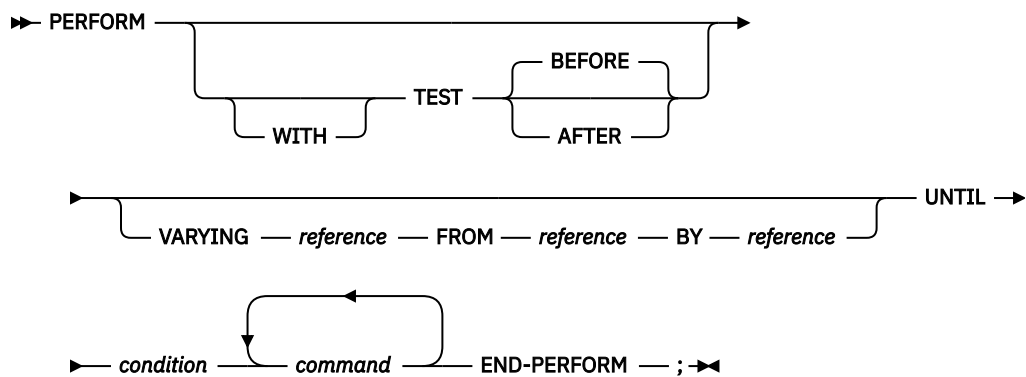 PERFORM
BEFORE
TEST
WITH
AFTER
UNTIL
VARYING reference FROM reference BY reference
condition command END-PERFORM ;